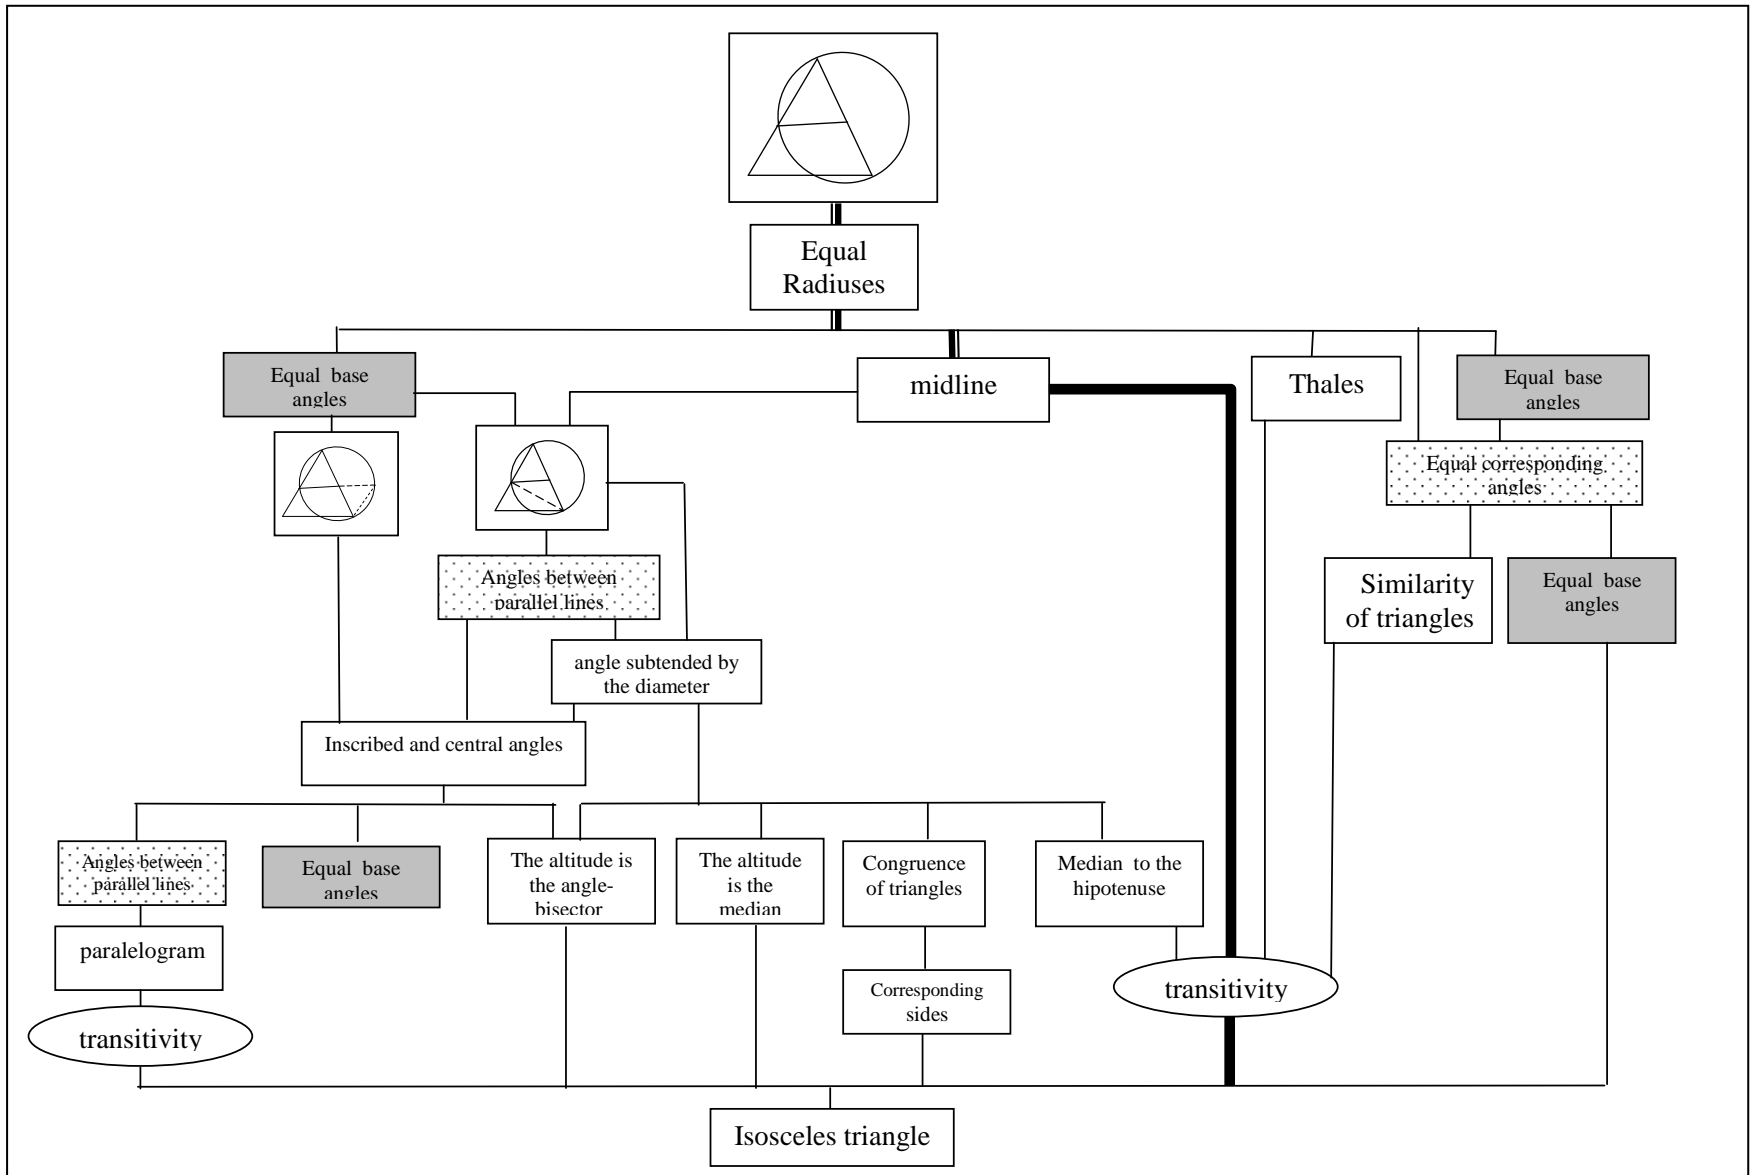 Equal
Radiuses
Equal base
angles
midline
Thales
Equal base
angles
Equal corresponding
angles
Angles between
parallel lines
Similarity
of triangles
Equal base
angles
angle subtended by
the diameter
Inscribed and central angles
Angles between
parallel lines
Equal base
angles
The altitude is
the angle-
bisector
The altitude
is the
median
Congruence
of triangles
Median to the
hipotenuse
paralelogram
Corresponding
sides
transitivity
transitivity
Isosceles triangle